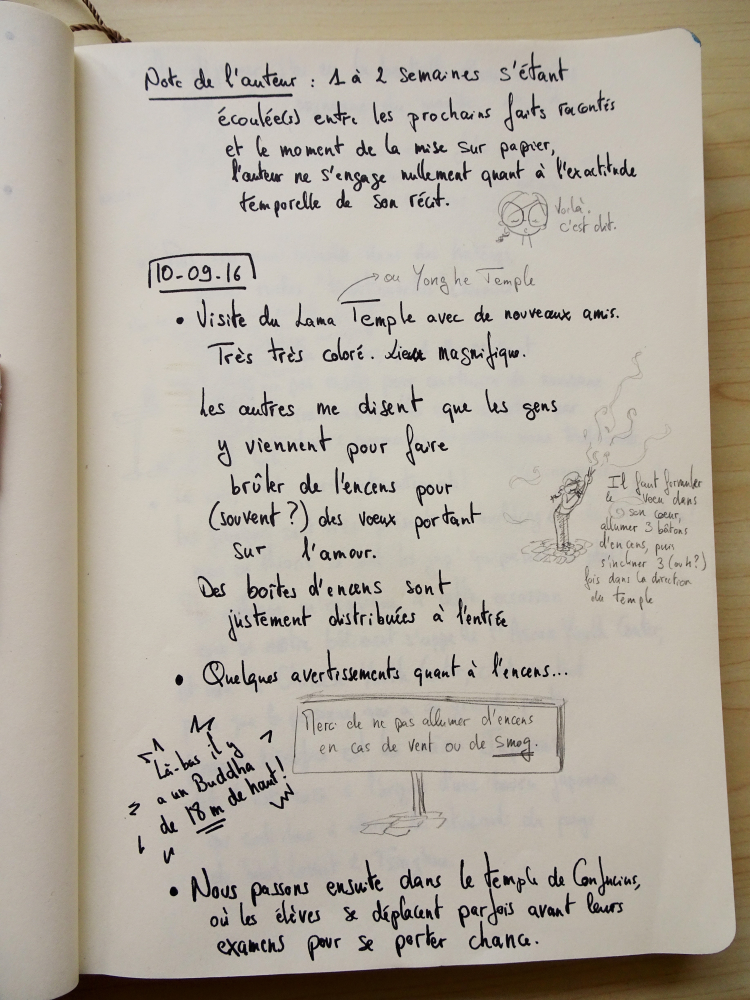 Note de l'auteur : 1 à 2 semaines s'étant
écoulée(s) entre les prochains faits racontés
et le moment de la mise sur papier,
l'auteur ne s'engage nullement quant à l'exactitude
temporelle de son récit.
Voilà.
C'est dit.
10-09-16
ou Yonghe Temple
• Visite du Lama Temple avec de nouveaux amis.
Très très coloré. Lieux magnifique.
Les autres me disent que les gens
y viennent pour faire
brûler de l'encens pour
(souvent ?) des voeux portant
sur l'amour.
Il faut formuler
le voeu dans
son coeur,
allumer 3 bâtons
d'encens, puis
s'incliner 3 (ou 4?)
fois dans la direction
du temple
Des boîtes d'encens sont
justement distribuées à l'entrée
• Quelques avertissements quant à l'encens...
Merci de ne pas allumer d'encens
en cas de vent ou de smog.
Là-bas il y
a un Buddha
de 18 m de haut !
• Nous passons ensuite dans le temple de Confucius,
où les élèves se déplacent parfois avant leurs
examens pour se porter chance.